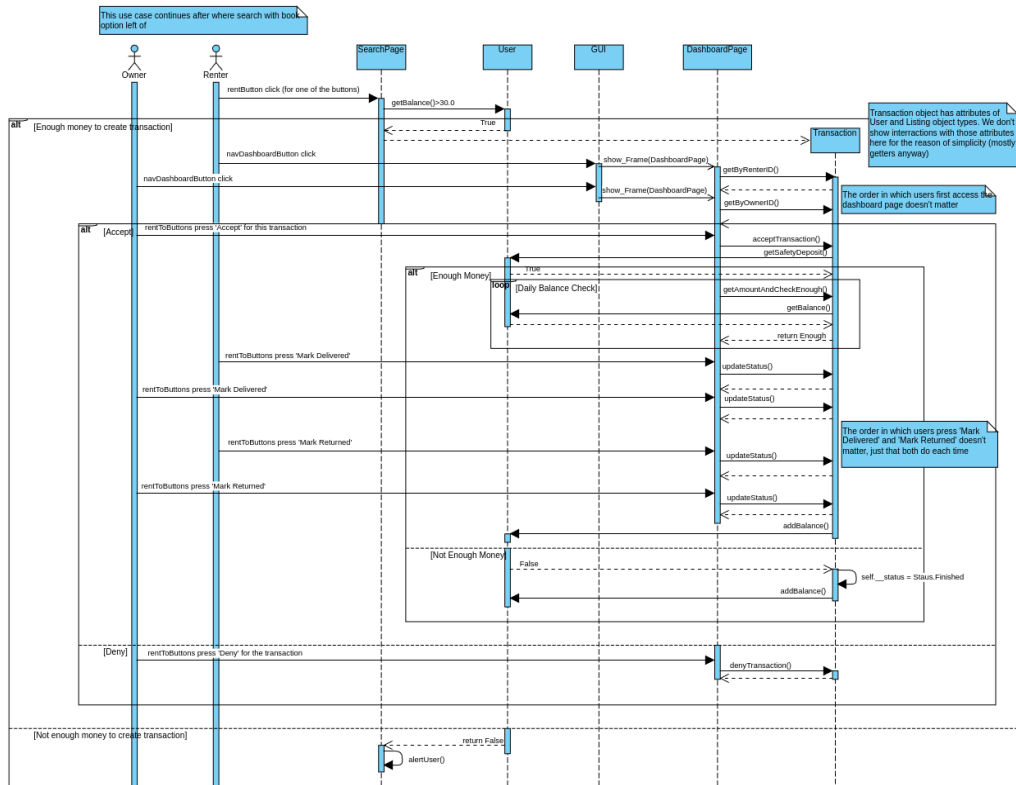 This use case continues after where search with book
option left of
Owner
Renter
SearchPage
User
GUI
DashboardPage
rentButton click (for one of the buttons)
getBalance()>30.0
alt
[Enough money to create transaction]
True
Transaction
Transaction object has attributes of
User and Listing object types. We don't
show interractions with those attributes
here for the reason of simplicity (mostly
getters anyway)
navDashboardButton click
show_Frame(DashboardPage)
getByRenterID()
navDashboardButton click
show_Frame(DashboardPage)
getByOwnerID()
The order in which users first access the
dashboard page doesn't matter
alt
[Accept]
rentToButtons press 'Accept' for this transaction
acceptTransaction()
getSafetyDeposit()
alt
[Enough Money]
True
loop
[Daily Balance Check]
getAmountAndCheckEnough()
getBalance()
return Enough
rentToButtons press 'Mark Delivered'
updateStatus()
rentToButtons press 'Mark Delivered'
updateStatus()
The order in which users press 'Mark
Delivered' and 'Mark Returned' doesn't
matter, just that both do each time
rentToButtons press 'Mark Returned'
updateStatus()
rentToButtons press 'Mark Returned'
updateStatus()
addBalance()
[Not Enough Money]
False
self.__status = Staus.Finished
addBalance()
[Deny]
rentToButtons press 'Deny' for the transaction
denyTransaction()
[Not enough money to create transaction]
return False
alertUser()